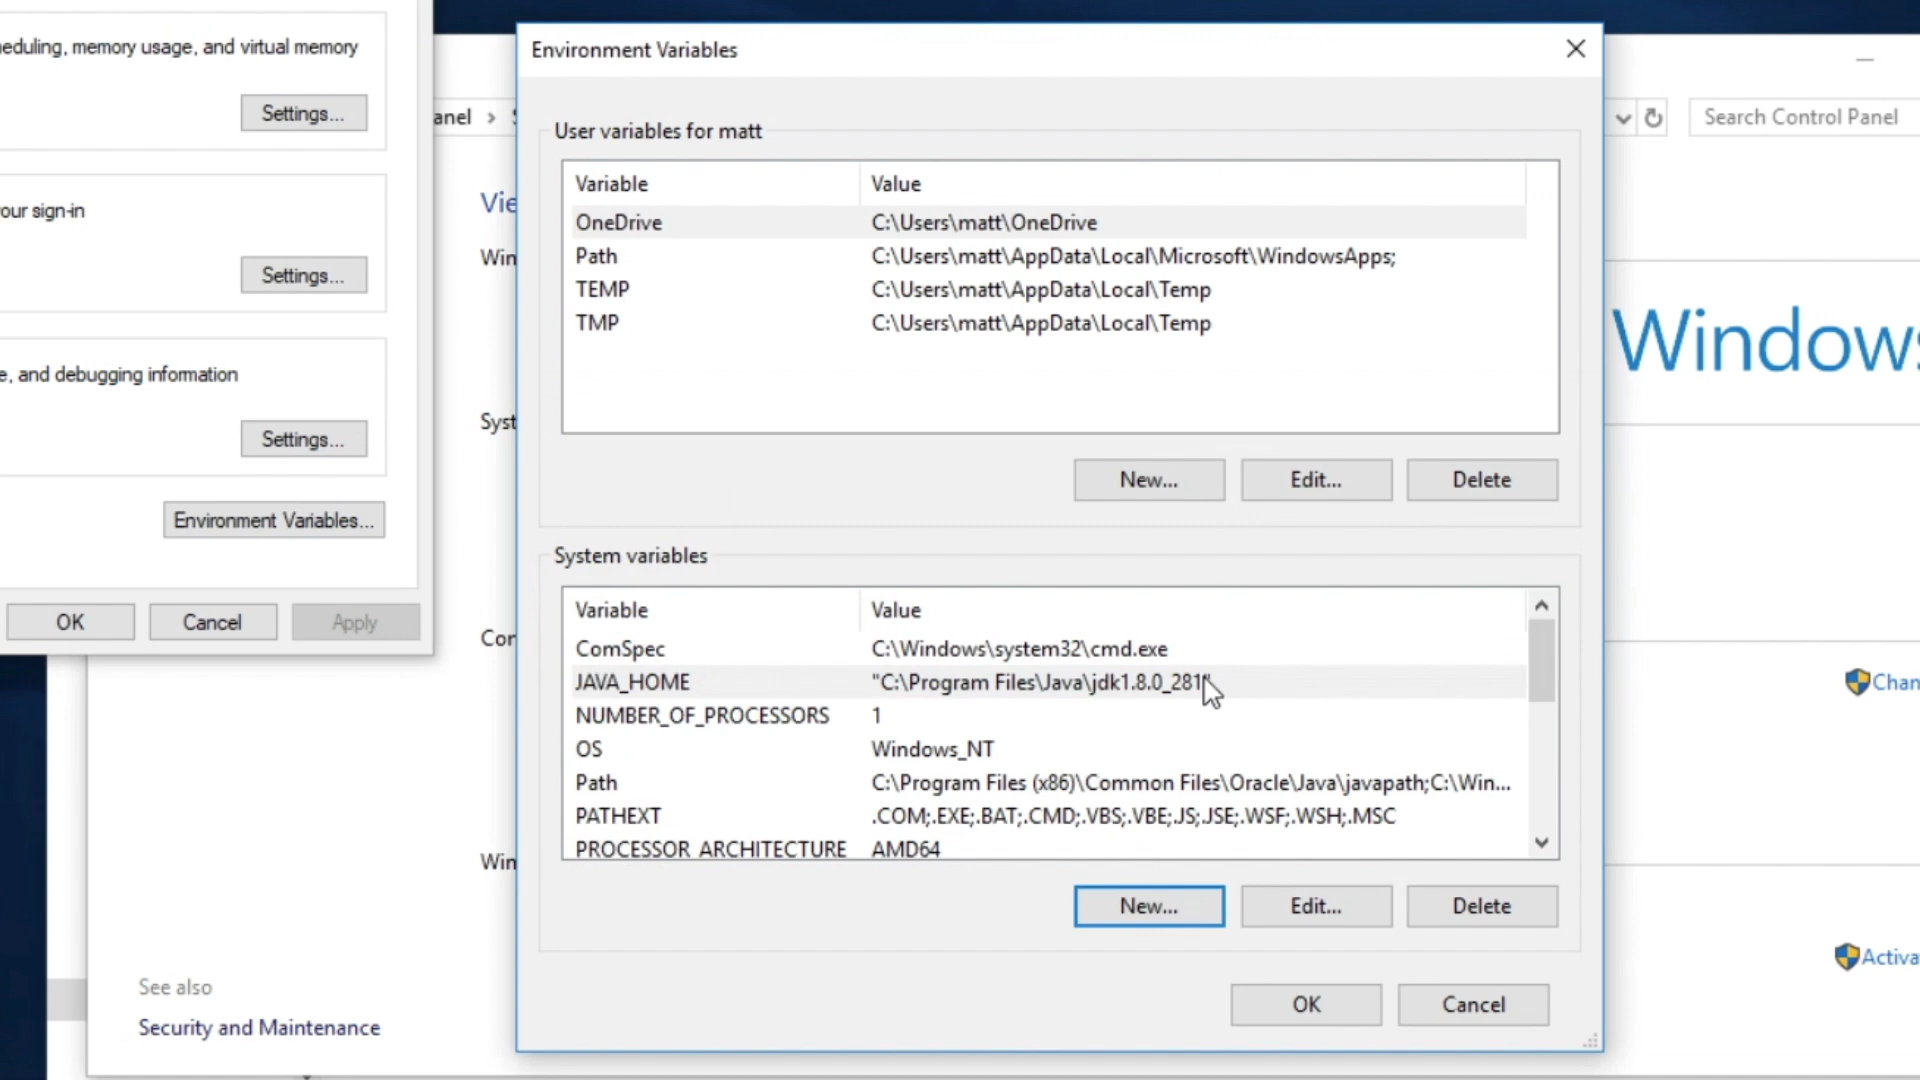 eduling, memory usage, and virtual memory
Settings...
our sign-in
Settings...
e, and debugging information
Settings...
Environment Variables...
OK Cancel Apply
anel > 
Search Control Panel
Vie
Win
Syst
Con
Win
Windows
Chan
Activa
See also
Security and Maintenance
Environment Variables
User variables for matt
Variable Value
OneDrive C:\Users\matt\OneDrive
Path C:\Users\matt\AppData\Local\Microsoft\WindowsApps;
TEMP C:\Users\matt\AppData\Local\Temp
TMP C:\Users\matt\AppData\Local\Temp
New... Edit... Delete
System variables
Variable Value
ComSpec C:\Windows\system32\cmd.exe
JAVA_HOME "C:\Program Files\Java\jdk1.8.0_281"
NUMBER_OF_PROCESSORS 1
OS Windows_NT
Path C:\Program Files (x86)\Common Files\Oracle\Java\javapath;C:\Win...
PATHEXT .COM;.EXE;.BAT;.CMD;.VBS;.VBE;.JS;.JSE;.WSF;.WSH;.MSC
PROCESSOR_ARCHITECTURE AMD64
New... Edit... Delete
OK Cancel